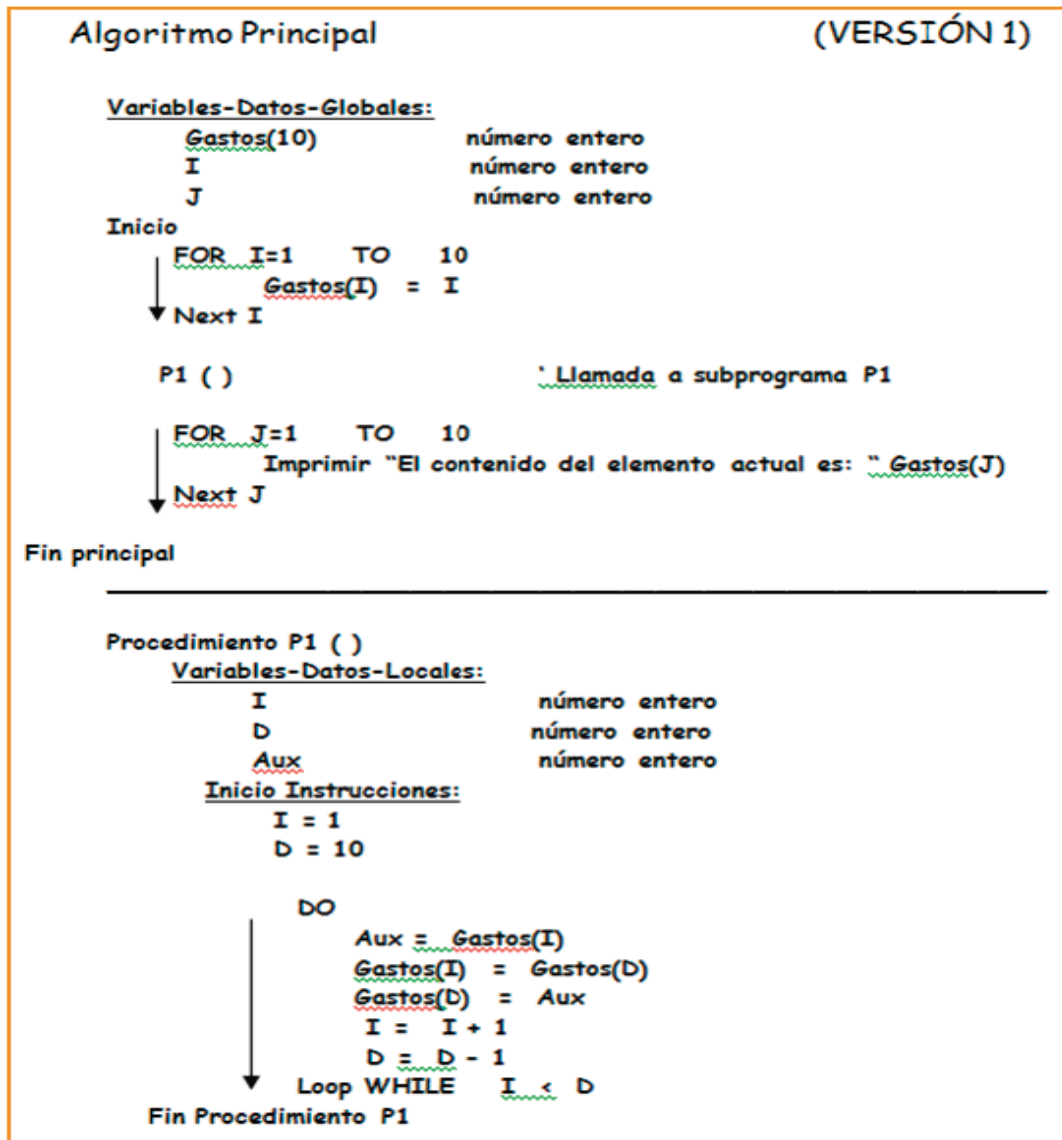 Algoritmo Principal (VERSIÓN 1)
Variables-Datos-Globales:
Gastos(10) número entero
I número entero
J número entero
Inicio
FOR I=1 TO 10
Gastos(I) = I
Next I
P1 ( ) ` Llamada a subprograma P1
FOR J=1 TO 10
Imprimir “El contenido del elemento actual es: “ Gastos(J)
Next J
Fin principal
Procedimiento P1 ( )
Variables-Datos-Locales:
I número entero
D número entero
Aux número entero
Inicio Instrucciones:
I = 1
D = 10
DO
Aux = Gastos(I)
Gastos(I) = Gastos(D)
Gastos(D) = Aux
I = I + 1
D = D - 1
Loop WHILE I < D
Fin Procedimiento P1